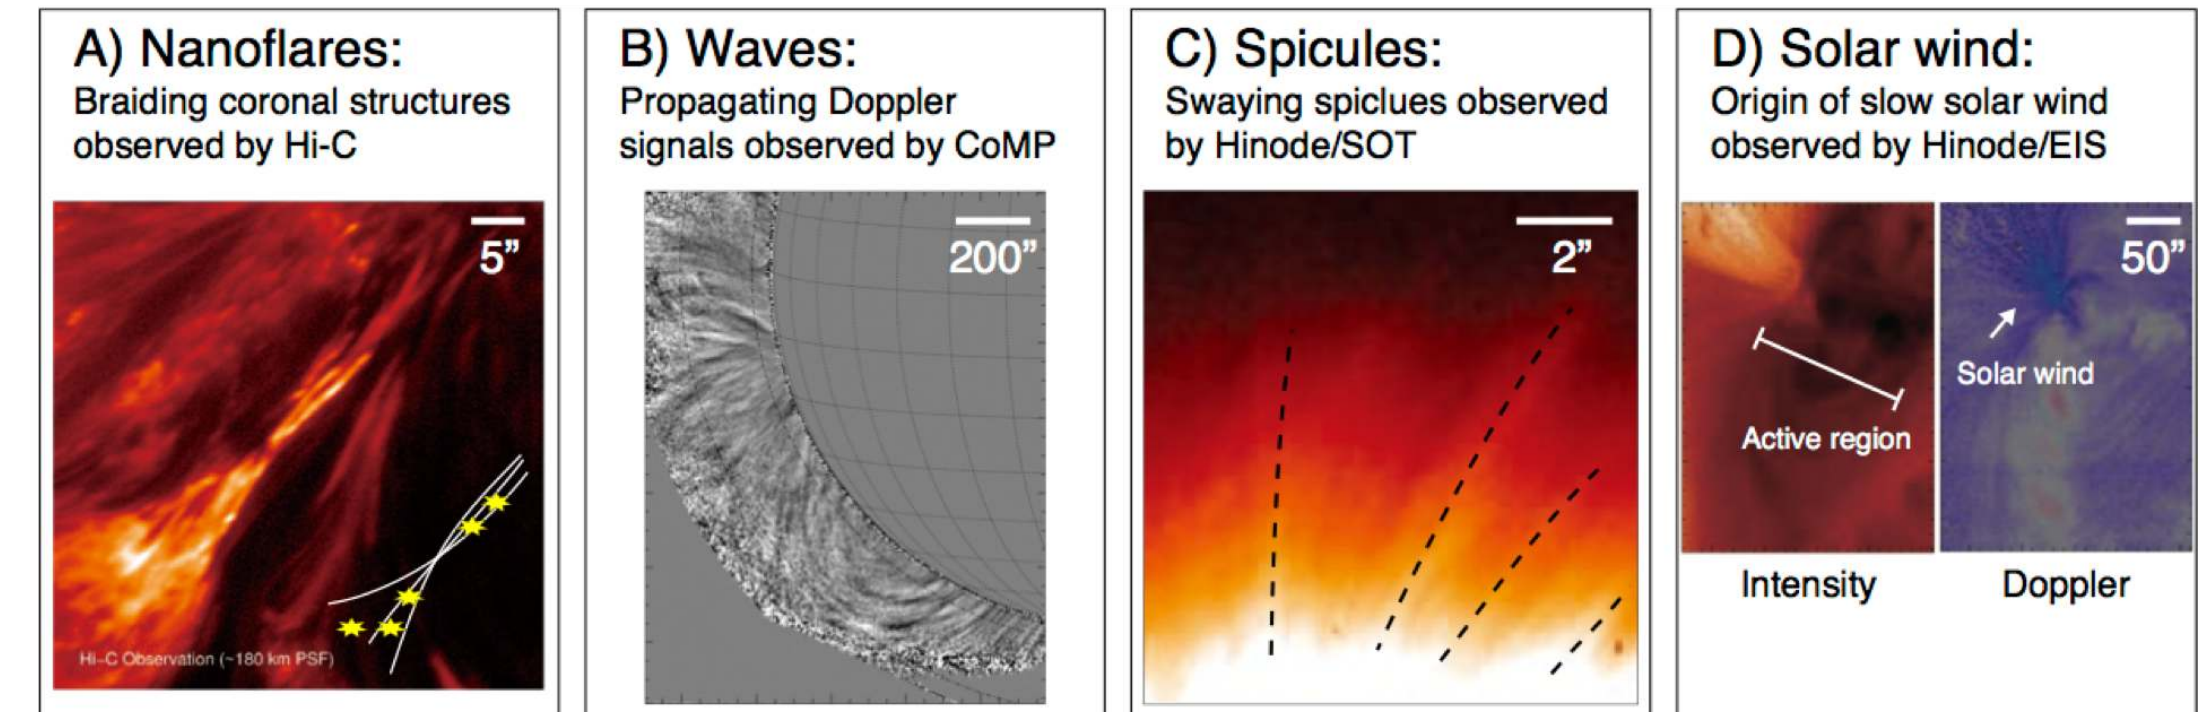 A) Nanoflares:
Braiding coronal structures
observed by Hi-C
5”
Hi-C Observation (~180 km PSF)
B) Waves:
Propagating Doppler
signals observed by CoMP
200”
C) Spicules:
Swaying spiclues observed
by Hinode/SOT
2”
D) Solar wind:
Origin of slow solar wind
observed by Hinode/EIS
50”
Solar wind
Active region
Intensity
Doppler